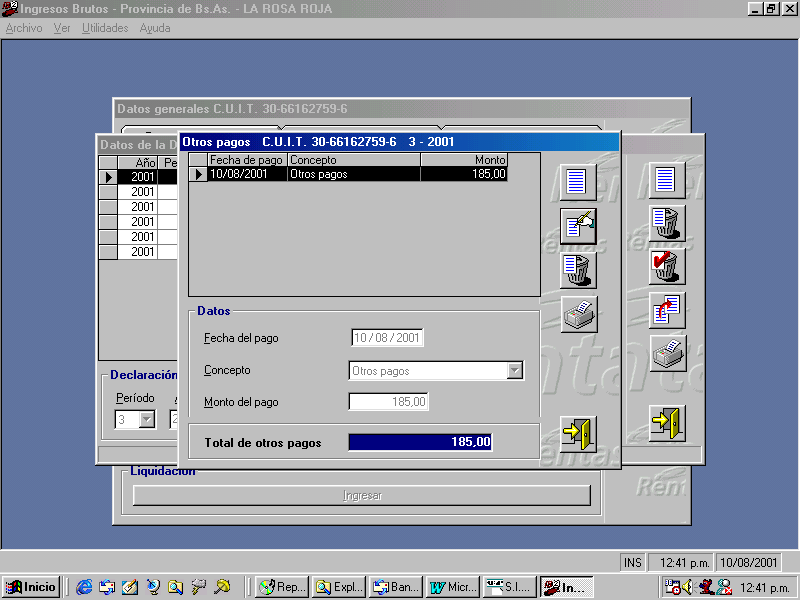 Ingresos Brutos - Provincia de Bs.As. - LA ROSA ROJA
Archivo Ver Utilidades Ayuda
Datos generales C.U.I.T. 30-66162759-6
Datos de la D
Otros pagos C.U.I.T. 30-66162759-6 3 - 2001
Año Pe
2001
2001
2001
2001
2001
2001
Fecha de pago Concepto Monto
10/08/2001 Otros pagos 185,00
Datos
Fecha del pago 10/08/2001
Concepto Otros pagos
Monto del pago 185,00
Total de otros pagos 185,00
Declaración
Período
3 2
Liquidación
Ingresar
Rent
INS 12:41 p.m. 10/08/2001
Inicio Rep... Expl... Ban... Micr... S.I.... In... 12:41 p.m.